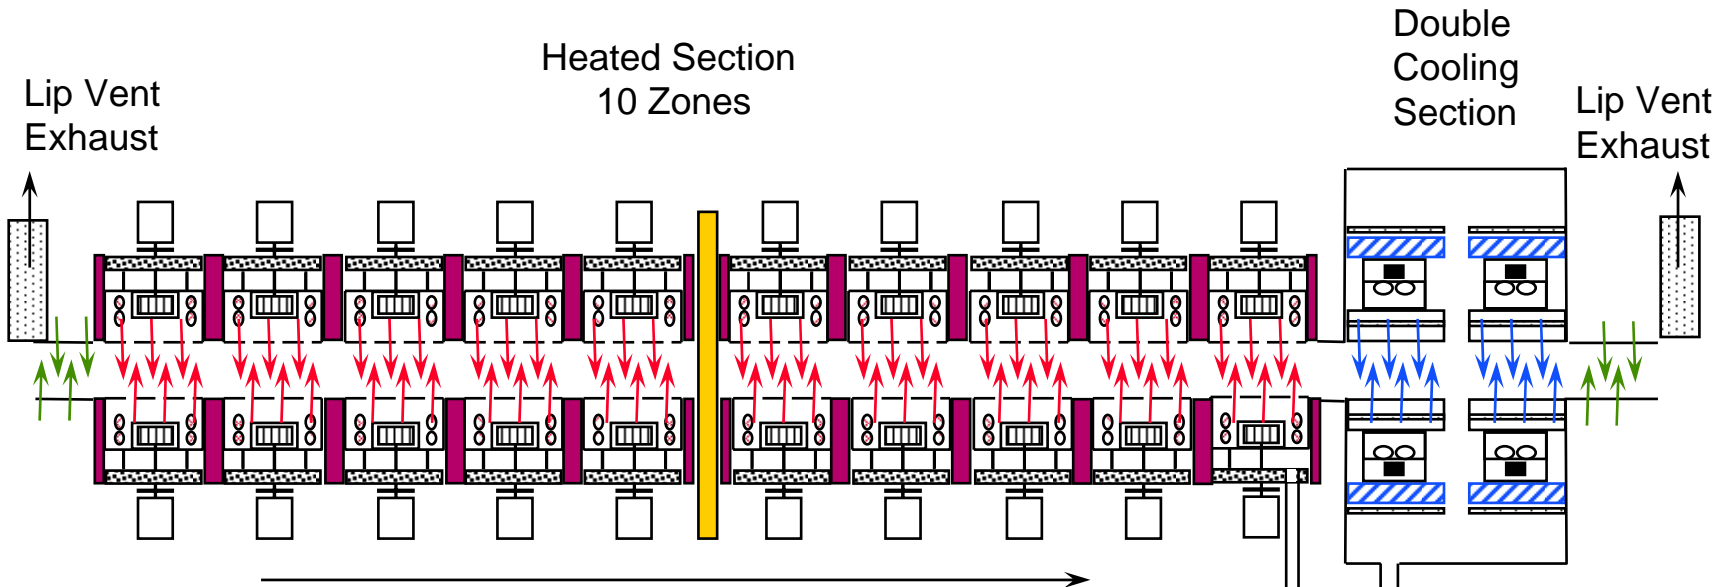 Lip Vent
Exhaust
Heated Section
10 Zones
Double
Cooling
Section
Lip Vent
Exhaust